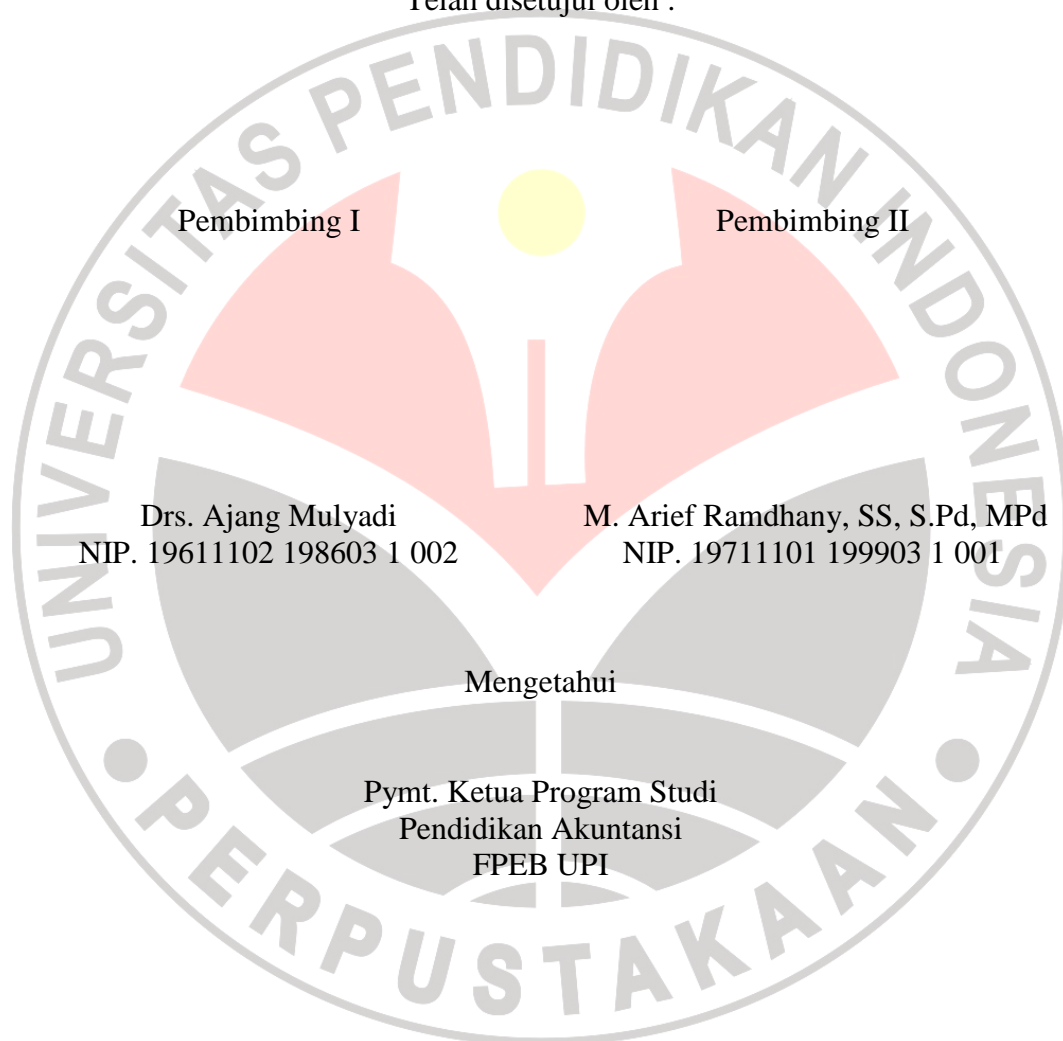 Telah disetujui oleh :
UNIVERSITAS PENDIDIKAN INDONESIA
Pembimbing I Pembimbing II
Drs. Ajang Mulyadi M. Arief Ramdhany, SS, S.Pd, MPd
NIP. 19611102 198603 1 002 NIP. 19711101 199903 1 001
Mengetahui
Pymt. Ketua Program Studi
Pendidikan Akuntansi
FPEB UPI
PERPUSTAKAAN